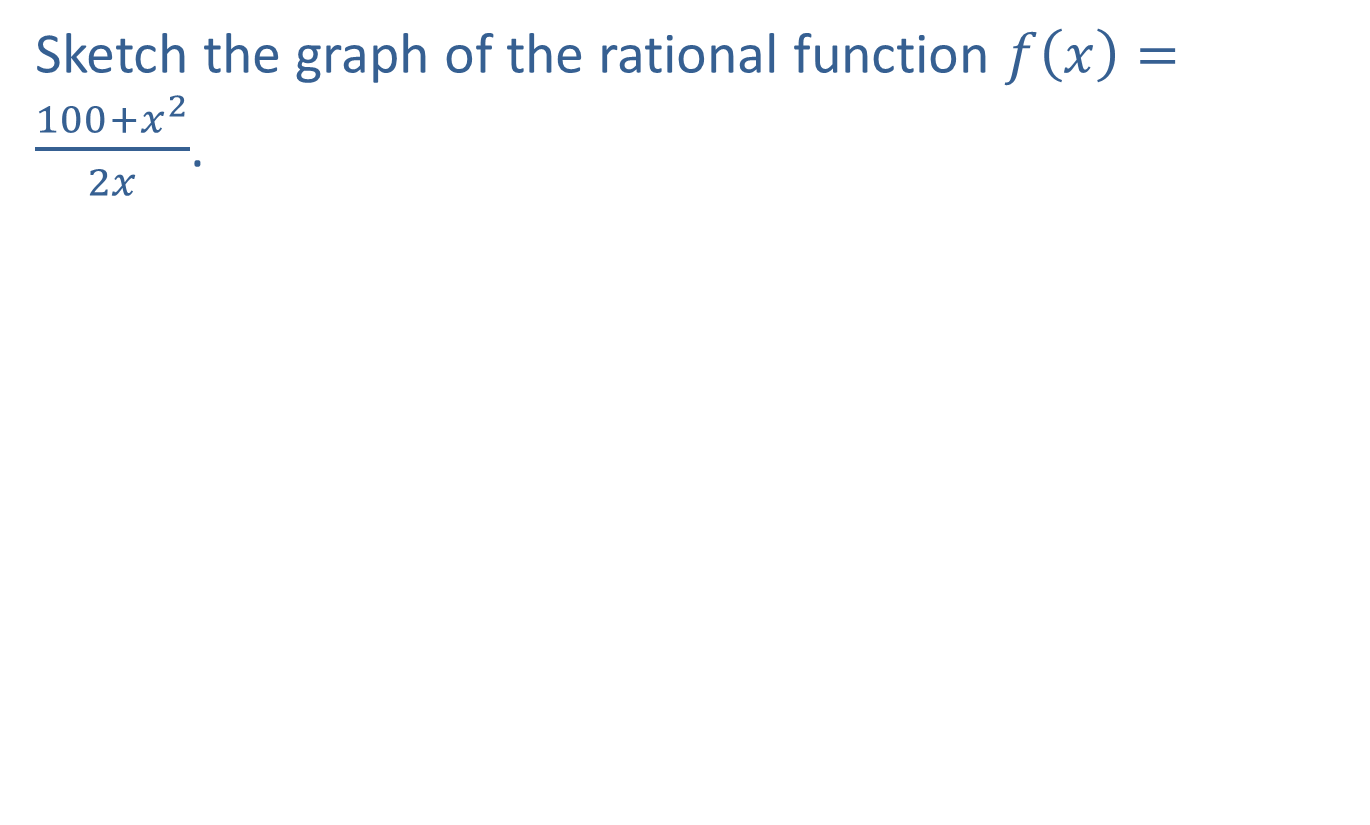 Sketch the graph of the rational function f(x) =
100+x²
2x
.